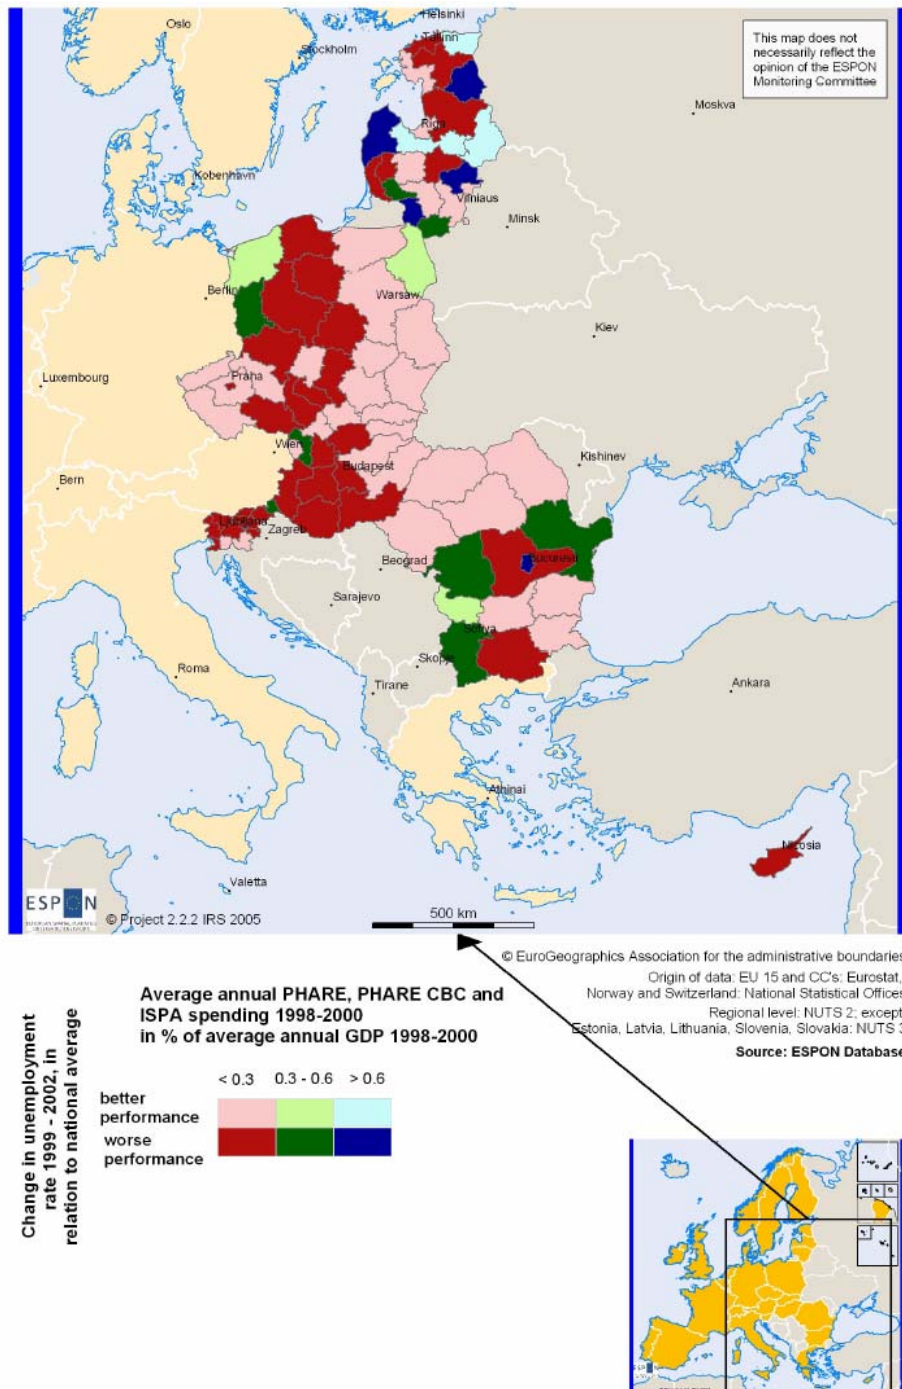 Helsinki
Oslo
Tallinn
Stockholm
This map does not
necessarily reflect the
opinion of the ESPON
Monitoring Committee
Moskva
Riga
Kobenhavn
Vilniaus
Minsk
Berlin
Warsaw
Kiev
Luxembourg
Praha
Wien
Kishinev
Budapest
Bern
Ljubljana
Zagreb
Beograd
Bucuresti
Sarajevo
Sofiya
Skopje
Roma
Tirane
Ankara
Athinai
Nicosia
Valetta
ESPON
© Project 2.2.2 IRS 2005
500 km
© EuroGeographics Association for the administrative boundaries
Origin of data: EU 15 and CC's: Eurostat,
Norway and Switzerland: National Statistical Offices
Regional level: NUTS 2; except
Estonia, Latvia, Lithuania, Slovenia, Slovakia: NUTS 3
Source: ESPON Database
Average annual PHARE, PHARE CBC and
ISPA spending 1998-2000
in % of average annual GDP 1998-2000
< 0.3 0.3 - 0.6 > 0.6
better
performance
worse
performance
Change in unemployment
rate 1999 - 2002, in
relation to national average